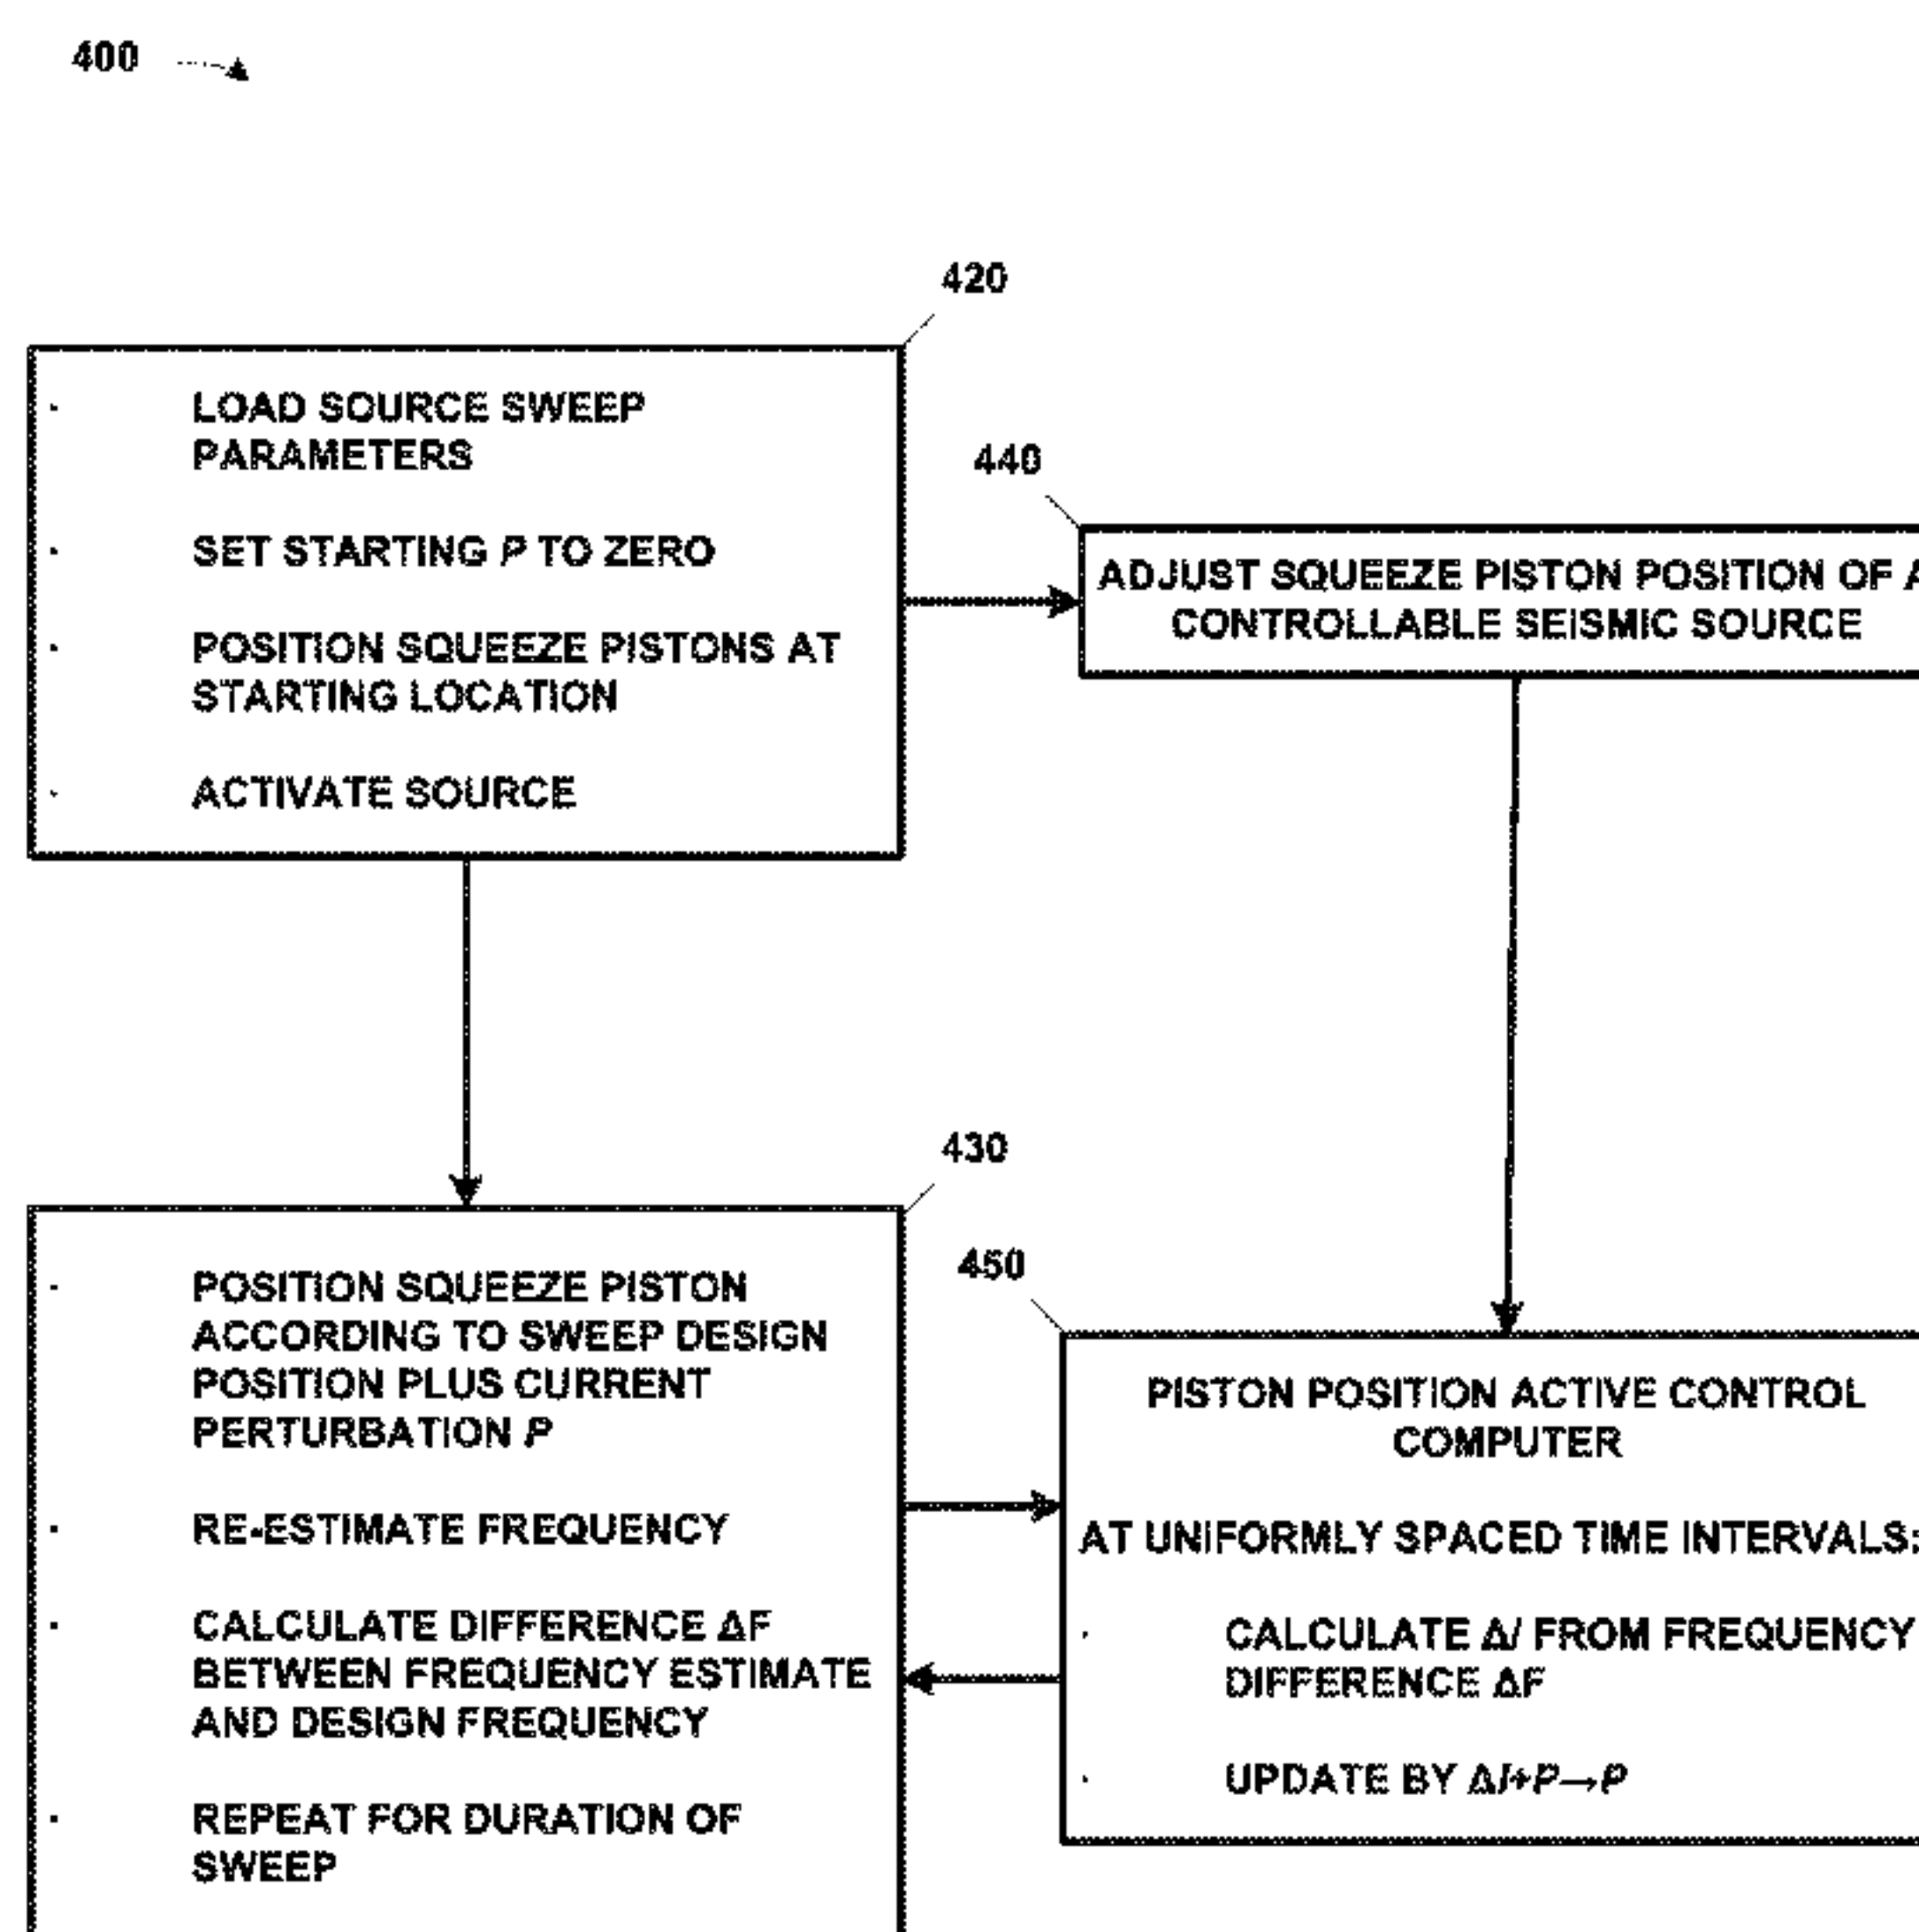 400
420
· LOAD SOURCE SWEEP
PARAMETERS
· SET STARTING P TO ZERO
· POSITION SQUEEZE PISTONS AT
STARTING LOCATION
· ACTIVATE SOURCE
440
ADJUST SQUEEZE PISTON POSITION OF A
CONTROLLABLE SEISMIC SOURCE
430
· POSITION SQUEEZE PISTON
ACCORDING TO SWEEP DESIGN
POSITION PLUS CURRENT
PERTURBATION P
· RE-ESTIMATE FREQUENCY
· CALCULATE DIFFERENCE ΔF
BETWEEN FREQUENCY ESTIMATE
AND DESIGN FREQUENCY
· REPEAT FOR DURATION OF
SWEEP
450
PISTON POSITION ACTIVE CONTROL
COMPUTER
AT UNIFORMLY SPACED TIME INTERVALS:
· CALCULATE Δl FROM FREQUENCY
DIFFERENCE ΔF
· UPDATE BY Δl+P→P